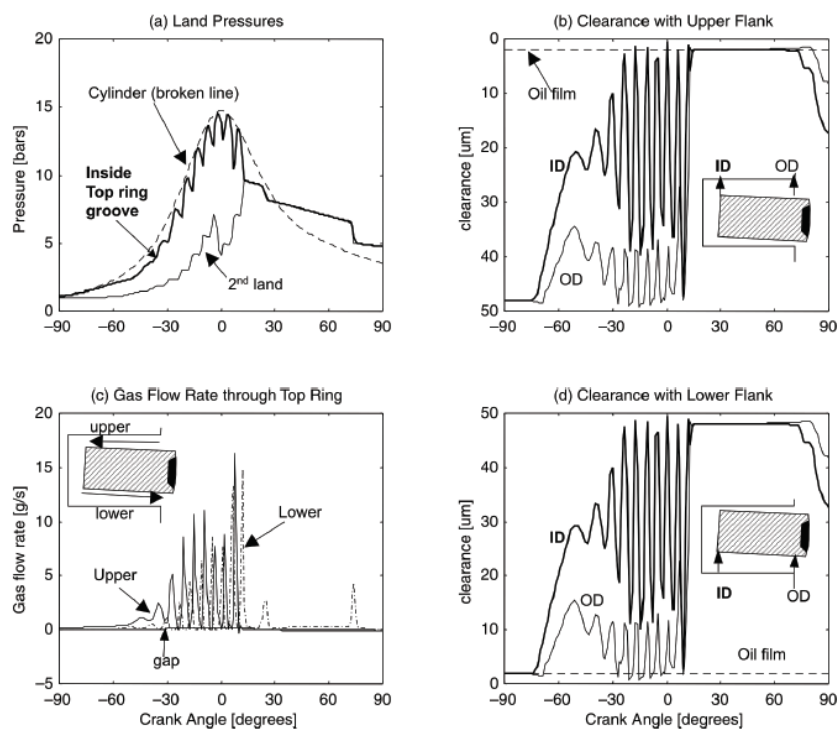 (a) Land Pressures
20
15
10
5
0
Pressure [bars]
Cylinder (broken line)
Inside
Top ring
groove
2nd land
−90
−60
−30
0
30
60
90
(b) Clearance with Upper Flank
0
10
20
30
40
50
clearance [um]
Oil film
ID
OD
ID
OD
−90
−60
−30
0
30
60
90
(c) Gas Flow Rate through Top Ring
20
15
10
5
0
−5
Gas flow rate [g/s]
upper
lower
Lower
Upper
gap
−90
−60
−30
0
30
60
90
Crank Angle [degrees]
(d) Clearance with Lower Flank
50
40
30
20
10
0
clearance [um]
ID
OD
ID
OD
Oil film
−90
−60
−30
0
30
60
90
Crank Angle [degrees]